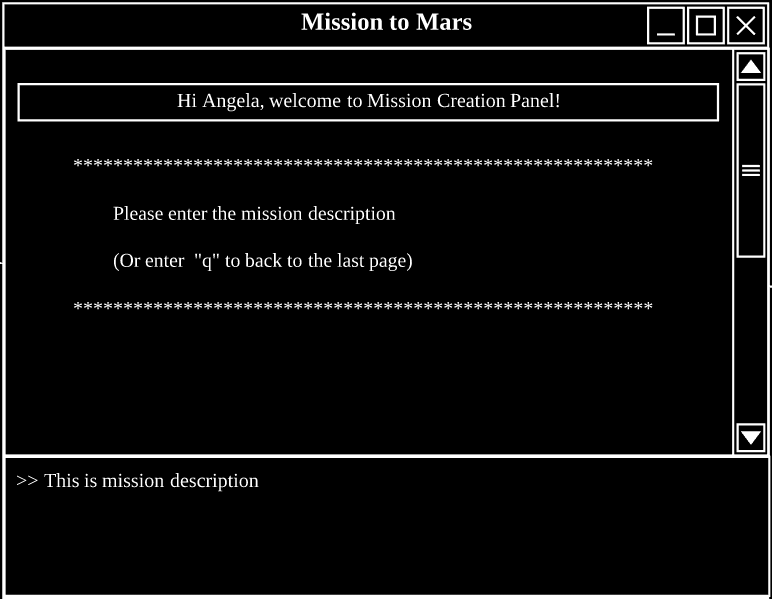 Mission to Mars
Hi Angela, welcome to Mission Creation Panel!
**********************************************************
Please enter the mission description
(Or enter  "q" to back to the last page)
**********************************************************
>> This is mission description